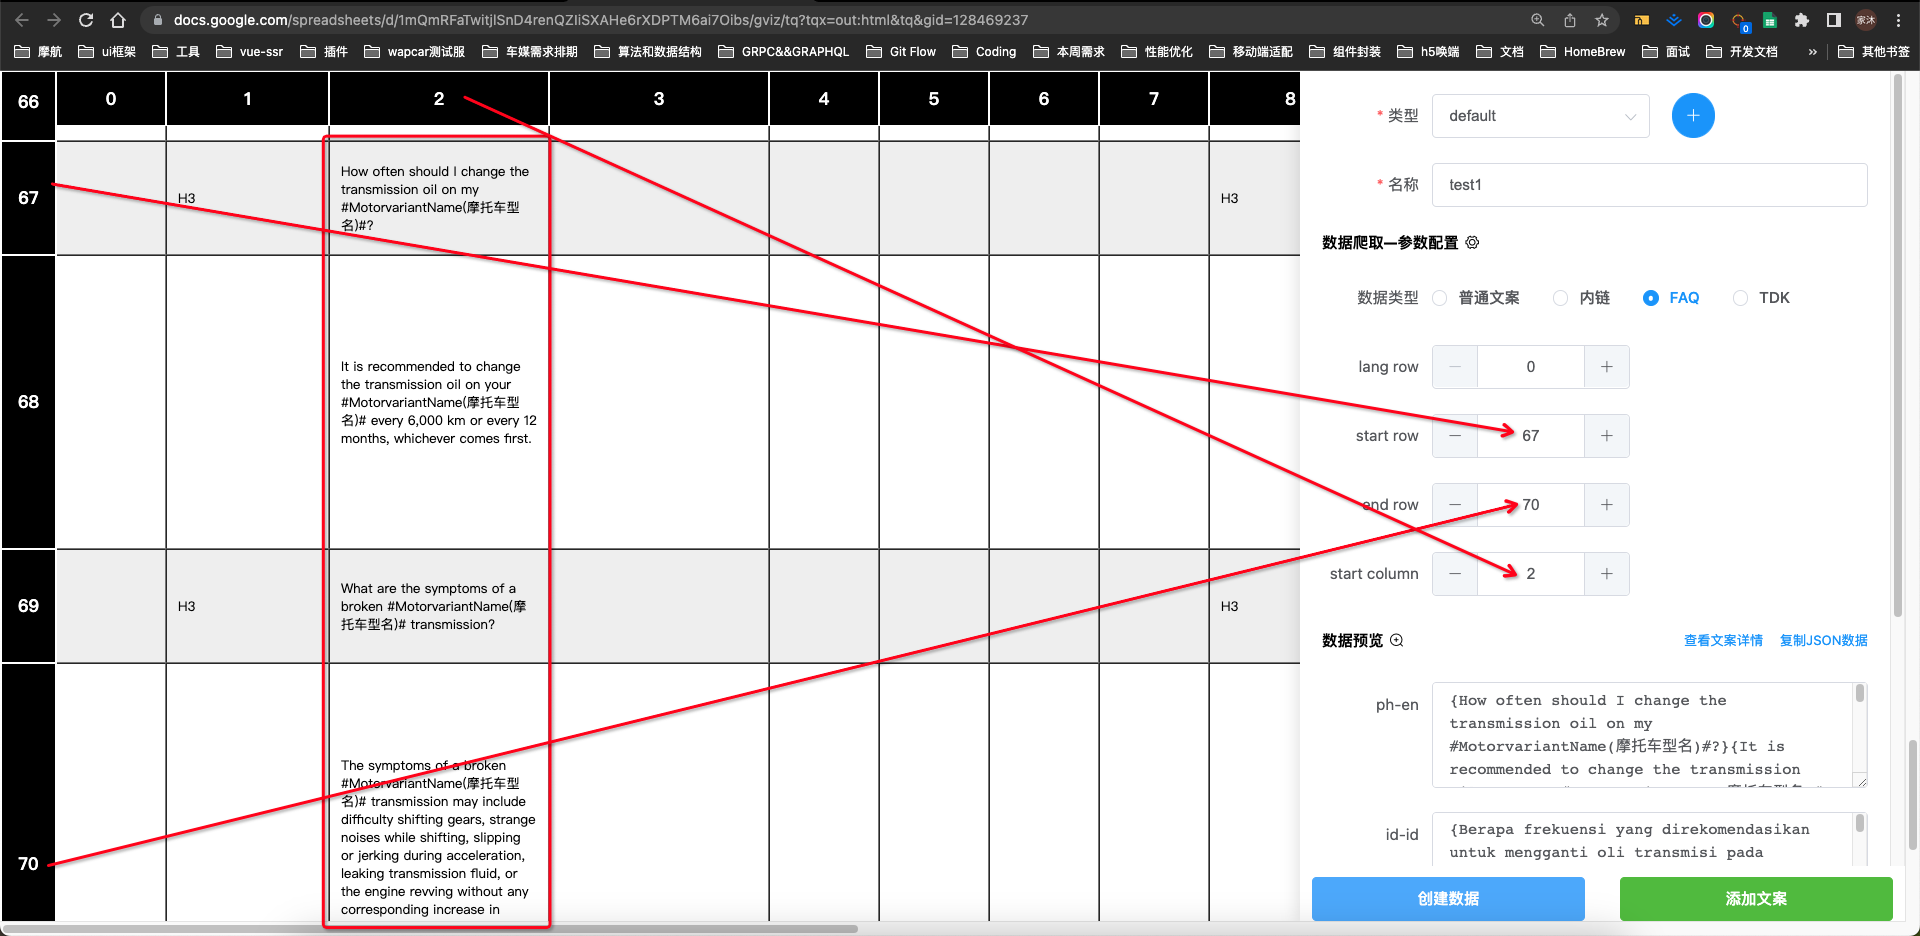 docs.google.com/spreadsheets/d/1mQmRFaTwitjlSnD4renQZIiSXAHe6rXDPTM6ai7Oibs/gviz/tq?tqx=out:html&tq&gid=128469237
0
家沐
摩航 ui框架 工具 vue-ssr 插件 wapcar测试服 车媒需求排期 算法和数据结构 GRPC&&GRAPHQL Git Flow Coding 本周需求 性能优化 移动端适配 组件封装 h5唤端 文档 HomeBrew 面试 开发文档 » 其他书签
66 0 1 2 3 4 5 6 7 8
67
H3
How often should I change the
transmission oil on my
#MotorvariantName(摩托车型
名)#?
H3
68
It is recommended to change
the transmission oil on your
#MotorvariantName(摩托车型
名)# every 6,000 km or every 12
months, whichever comes first.
69
H3
What are the symptoms of a
broken #MotorvariantName(摩
托车型名)# transmission?
H3
70
The symptoms of a broken
#MotorvariantName(摩托车型
名)# transmission may include
difficulty shifting gears, strange
noises while shifting, slipping
or jerking during acceleration,
leaking transmission fluid, or
the engine revving without any
corresponding increase in
* 类型 default +
* 名称 test1
数据爬取—参数配置
数据类型 普通文案 内链 FAQ TDK
lang row — 0 +
start row — 67 +
end row — 70 +
start column — 2 +
数据预览 查看文案详情 复制JSON数据
ph-en
{How often should I change the
transmission oil on my
#MotorvariantName(摩托车型名)#?}{It is
recommended to change the transmission
id-id
{Berapa frekuensi yang direkomendasikan
untuk mengganti oli transmisi pada
创建数据 添加文案